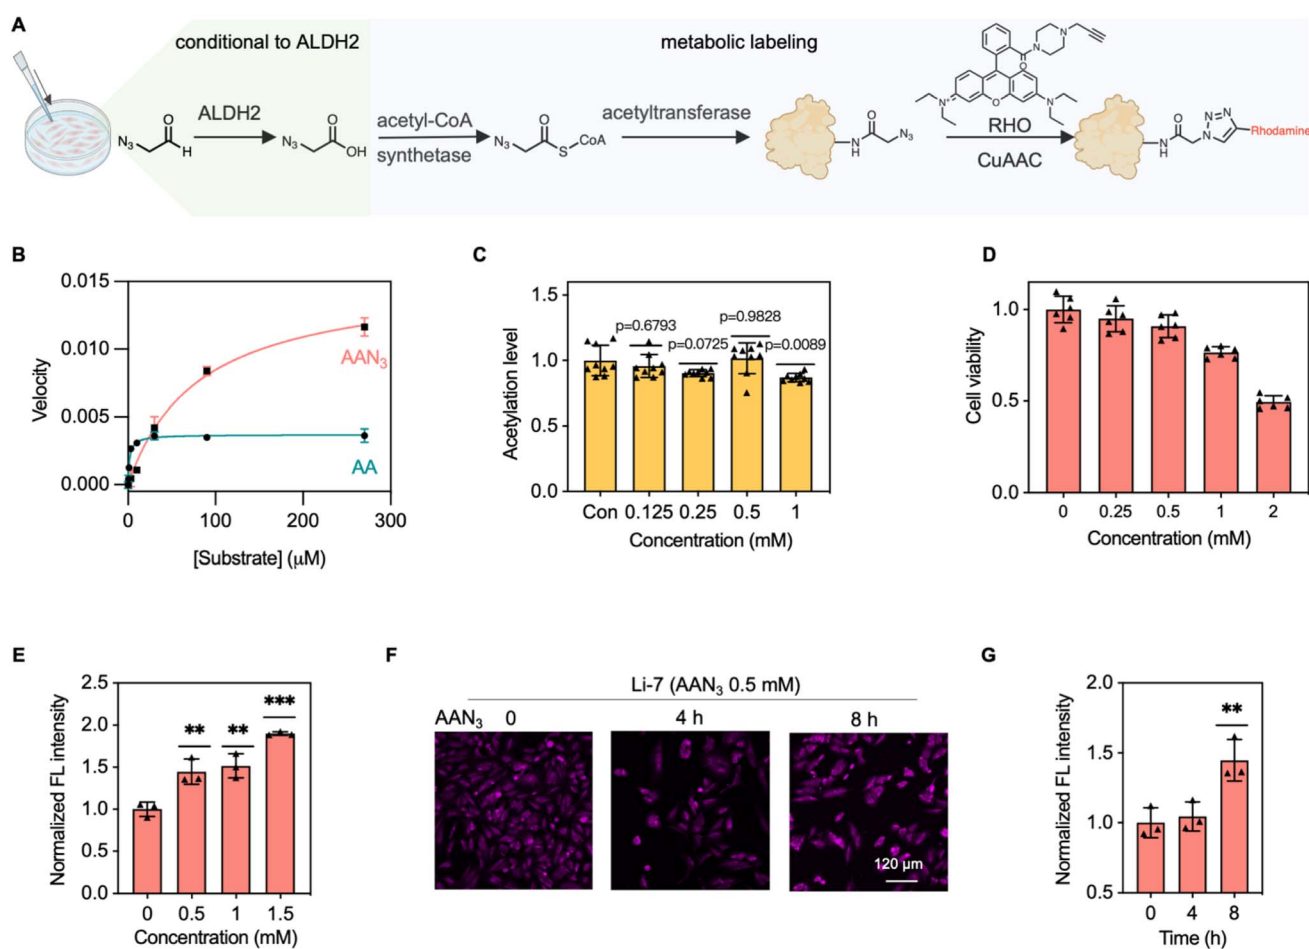 A
conditional to ALDH2
metabolic labeling
N3
O
H
ALDH2
N3
O
OH
acetyl-CoA
synthetase
N3
O
S
CoA
acetyltransferase
N
H
O
N3
N
N
O
O
N+
N
RHO
CuAAC
N
H
O
N
N
N
Rhodamine
B
Velocity
0.015
0.010
0.005
0.000
AAN3
AA
0 100 200 300
[Substrate] (μM)
C
Acetylation level
1.5
1.0
0.5
0.0
p=0.6793
p=0.0725
p=0.9828
p=0.0089
Con 0.125 0.25 0.5 1
Concentration (mM)
D
Cell viability
1.0
0.5
0.0
0 0.25 0.5 1 2
Concentration (mM)
E
Normalized FL intensity
2.5
2.0
1.5
1.0
0.5
0.0
** ** ***
0 0.5 1 1.5
Concentration (mM)
F
Li-7 (AAN3 0.5 mM)
AAN3 0 4 h 8 h
120 μm
G
Normalized FL intensity
2.0
1.5
1.0
0.5
**
0 4 8
Time (h)